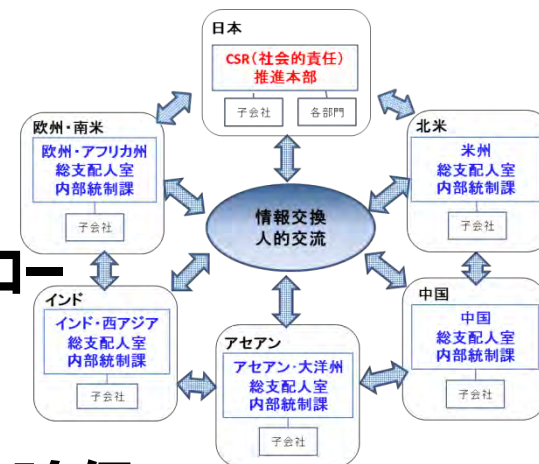 日本
CSR(社会的責任)
推進本部
子会社
各部門
欧州・南米
欧州・アフリカ州
総支配人室
内部統制課
子会社
北米
米州
総支配人室
内部統制課
子会社
情報交換
人的交流
ロー
インド
インド・西アジア
総支配人室
内部統制課
子会社
アセアン
アセアン・大洋州
総支配人室
内部統制課
子会社
中国
中国
総支配人室
内部統制課
子会社